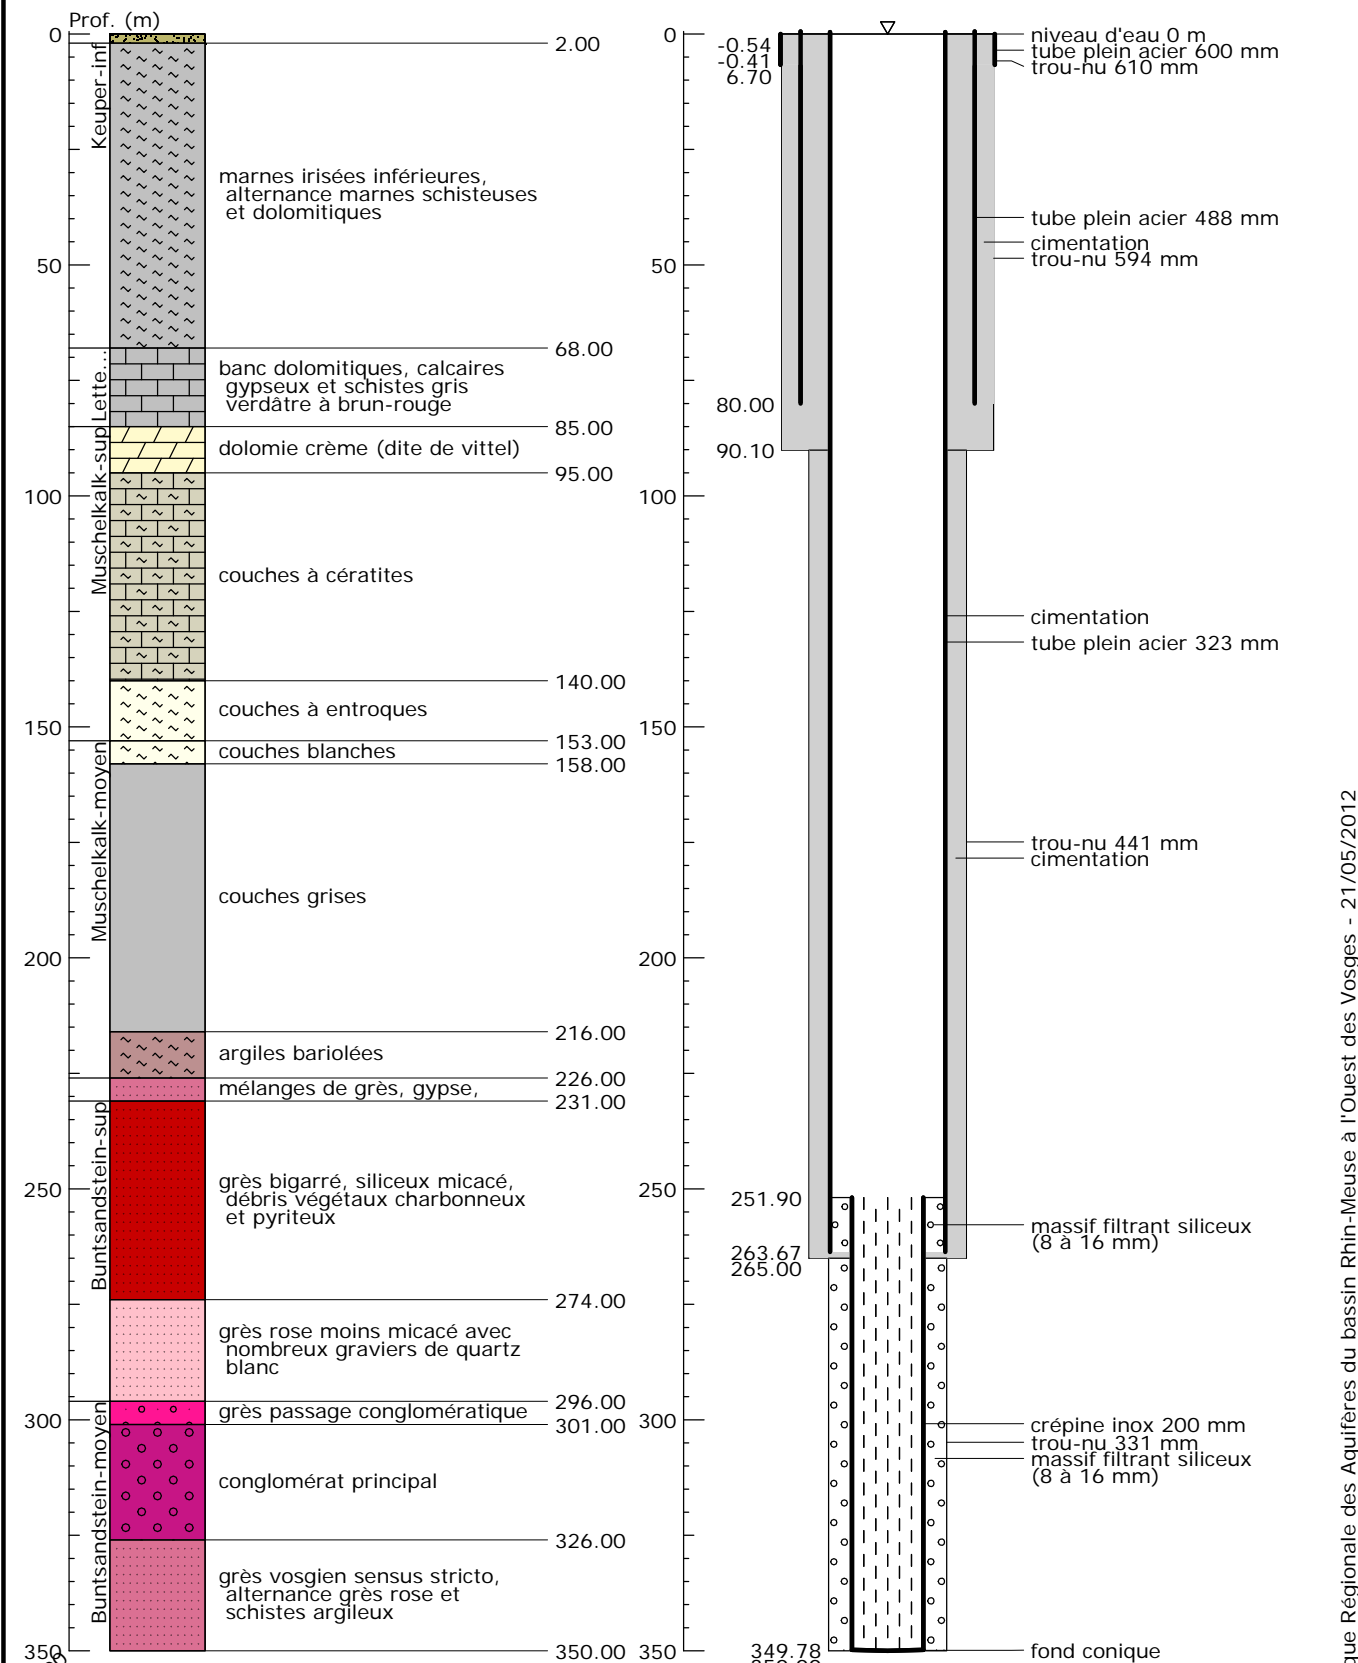 Prof. (m)
0
50
100
150
200
250
300
350
Keuper-inf
Lette...
Muschelkalk-sup
Muschelkalk-moyen
Buntsandstein-sup
Buntsandstein-moyen
2.00
marnes irisées inférieures,
alternance marnes schisteuses
et dolomitiques
68.00
banc dolomitiques, calcaires
gypseux et schistes gris
verdâtre à brun-rouge
85.00
dolomie crème (dite de vittel)
95.00
couches à cératites
140.00
couches à entroques
153.00
couches blanches
158.00
couches grises
216.00
argiles bariolées
226.00
mélanges de grès, gypse,
231.00
grès bigarré, siliceux micacé,
débris végétaux charbonneux
et pyriteux
274.00
grès rose moins micacé avec
nombreux graviers de quartz
blanc
296.00
grès passage conglomératique
301.00
conglomérat principal
326.00
grès vosgien sensus stricto,
alternance grès rose et
schistes argileux
350.00
0
50
100
150
200
250
300
350
-0.54
-0.41
6.70
80.00
90.10
251.90
263.67
265.00
349.78
niveau d'eau 0 m
tube plein acier 600 mm
trou-nu 610 mm
tube plein acier 488 mm
cimentation
trou-nu 594 mm
cimentation
tube plein acier 323 mm
trou-nu 441 mm
cimentation
massif filtrant siliceux
(8 à 16 mm)
crépine inox 200 mm
trou-nu 331 mm
massif filtrant siliceux
(8 à 16 mm)
fond conique
que Régionale des Aquifères du bassin Rhin-Meuse à l'Ouest des Vosges - 21/05/2012